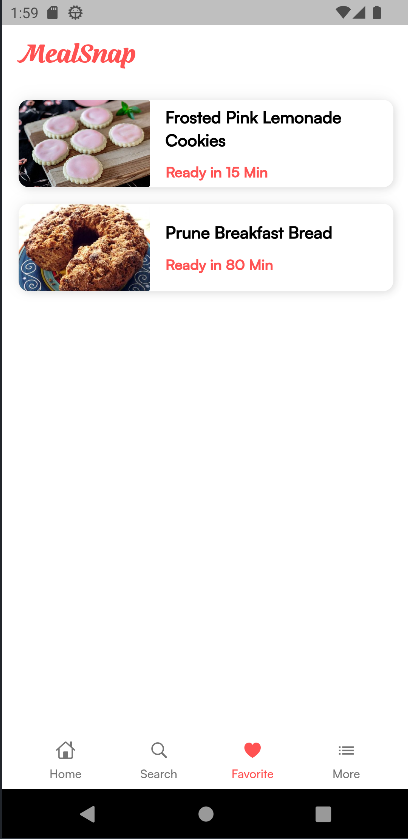 1:59
MealSnap
Frosted Pink Lemonade
Cookies
Ready in 15 Min
Prune Breakfast Bread
Ready in 80 Min
Home
Search
Favorite
More